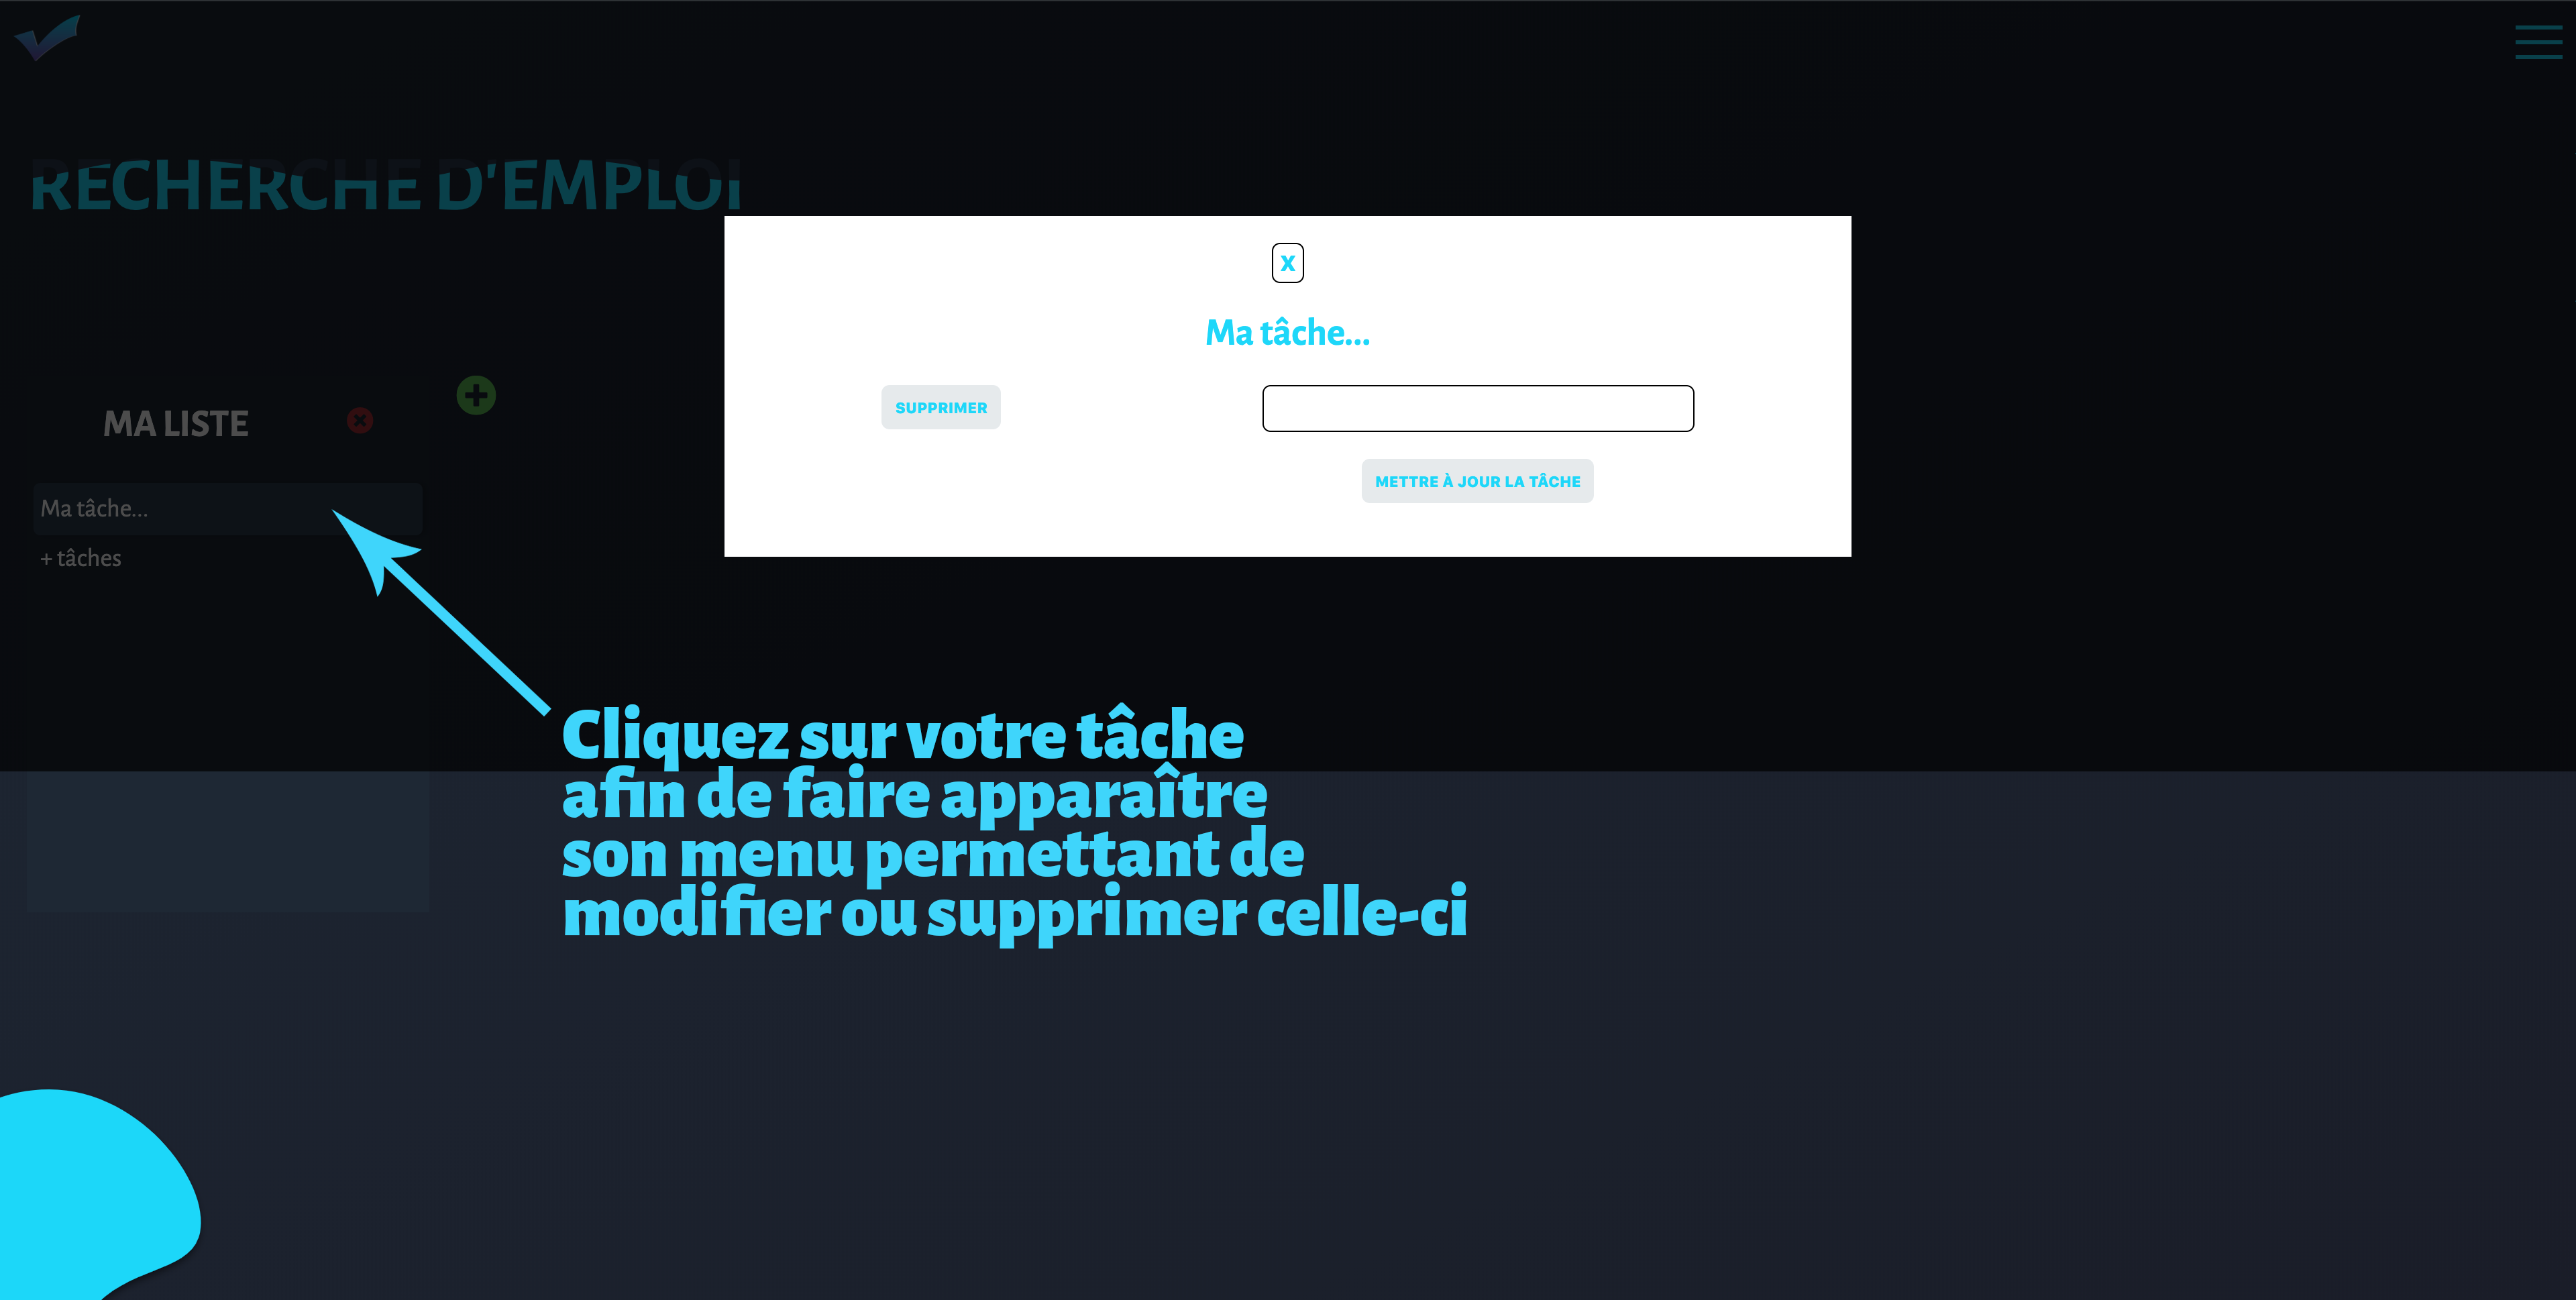 RECHERCHE D'EMPLOI
X
Ma tâche...
SUPPRIMER
METTRE À JOUR LA TÂCHE
MA LISTE
Ma tâche...
+ tâches
Cliquez sur votre tâche
afin de faire apparaître
son menu permettant de
modifier ou supprimer celle-ci